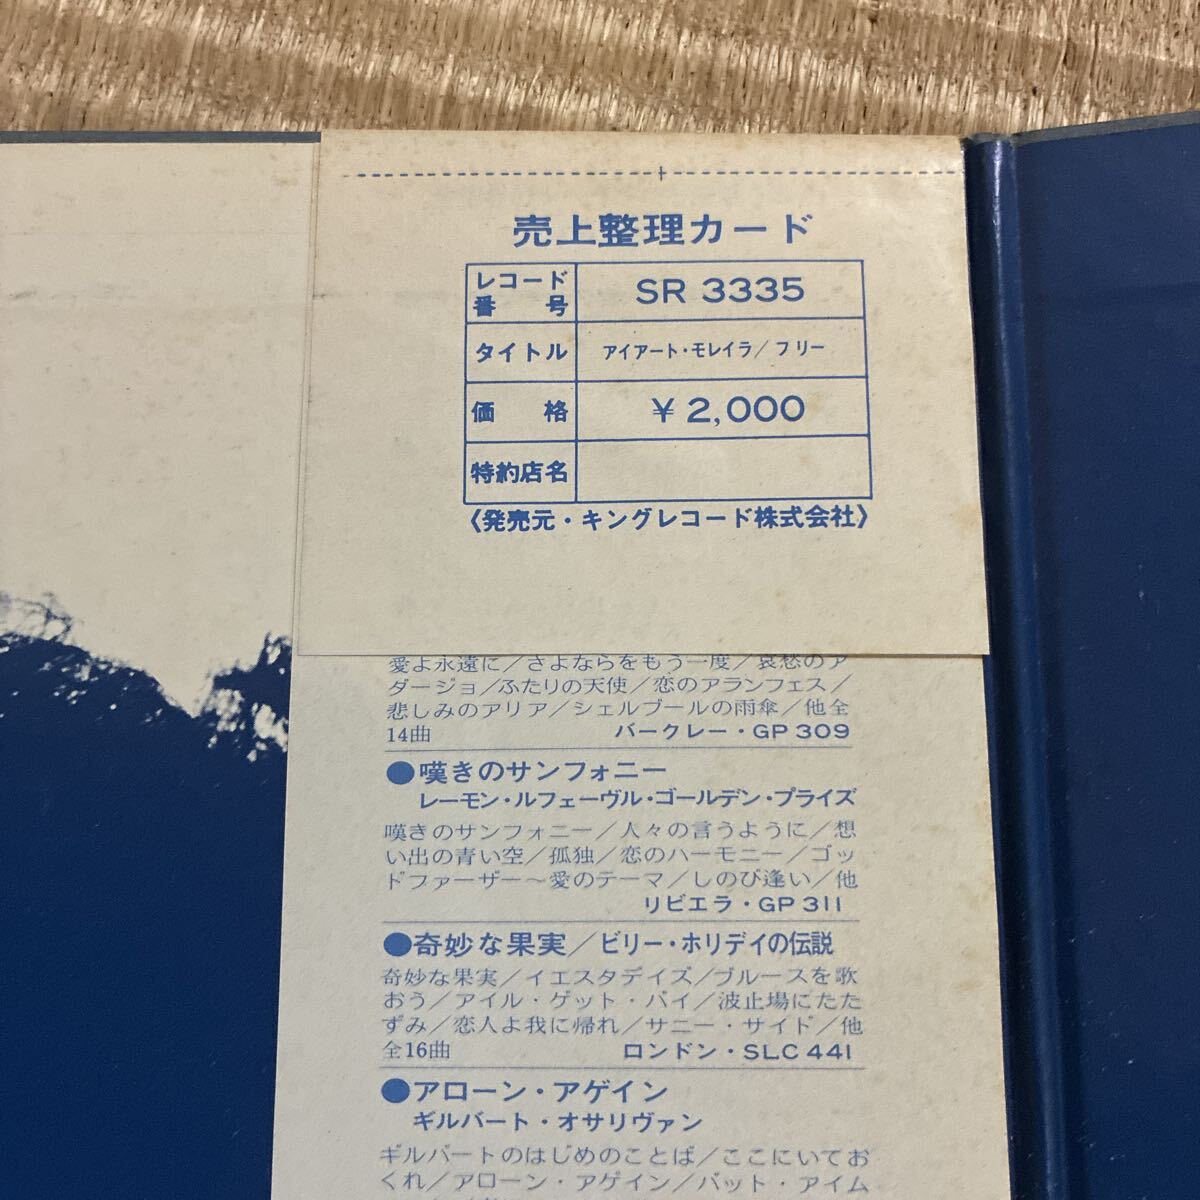 売上整理カード
レコード番号 SR 3335
タイトル アイアート・モレイラ/フリー
価格 ¥ 2,000
特約店名
〈発売元・キングレコード株式会社〉
愛よ永遠に/さよならをもう一度/哀愁のア
ダージョ/ふたりの天使/恋のアランフェス/
悲しみのアリア/シェルブールの雨傘/他全
14曲 バークレー・GP 309
●嘆きのサンフォニー
レーモン・ルフェーヴル・ゴールデン・プライズ
嘆きのサンフォニー/人々の言うように/想
い出の青い空/孤独/恋のハーモニー/ゴッ
ドファーザー〜愛のテーマ/しのび逢い/他
リビエラ・GP 311
●奇妙な果実/ビリー・ホリデイの伝説
奇妙な果実/イエスタデイズ/ブルースを歌
おう/アイル・ゲット・バイ/波止場にたた
ずみ/恋人よ我に帰れ/サニー・サイド/他
全16曲 ロンドン・SLC 441
●アローン・アゲイン
ギルバート・オサリヴァン
ギルバートのはじめのことば/ここにいてお
くれ/アローン・アゲイン/バット・アイム